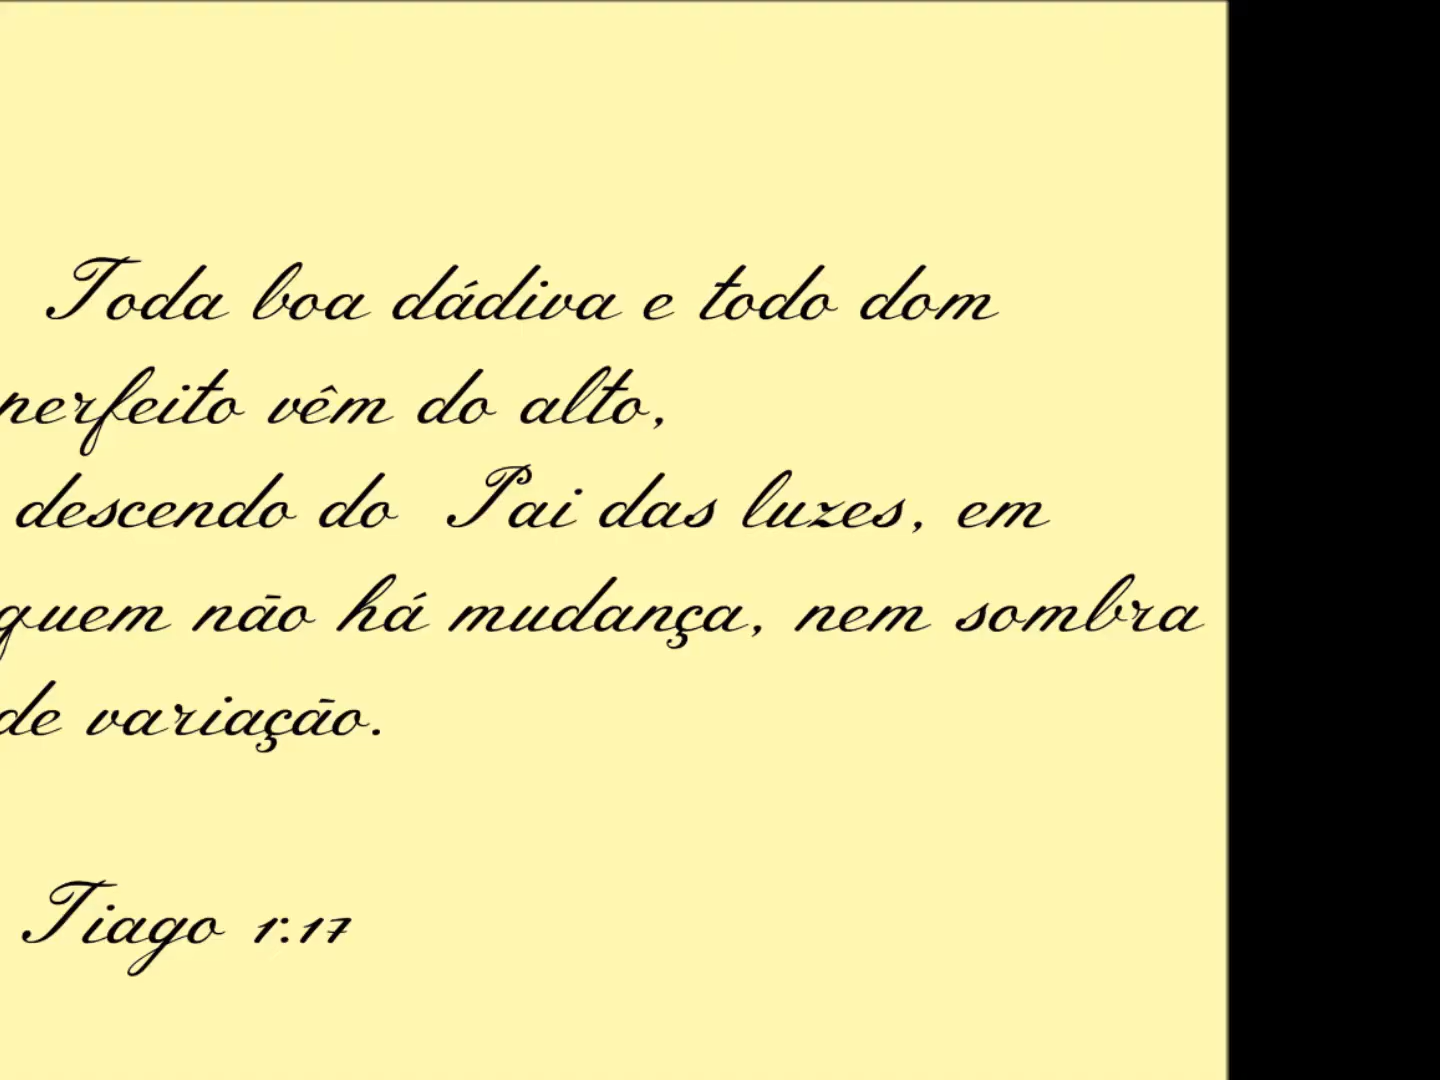 Toda boa dádiva e todo dom
perfeito vêm do alto,
descendo do Pai das luzes, em
quem não há mudança, nem sombra
de variação.
Tiago 1:17